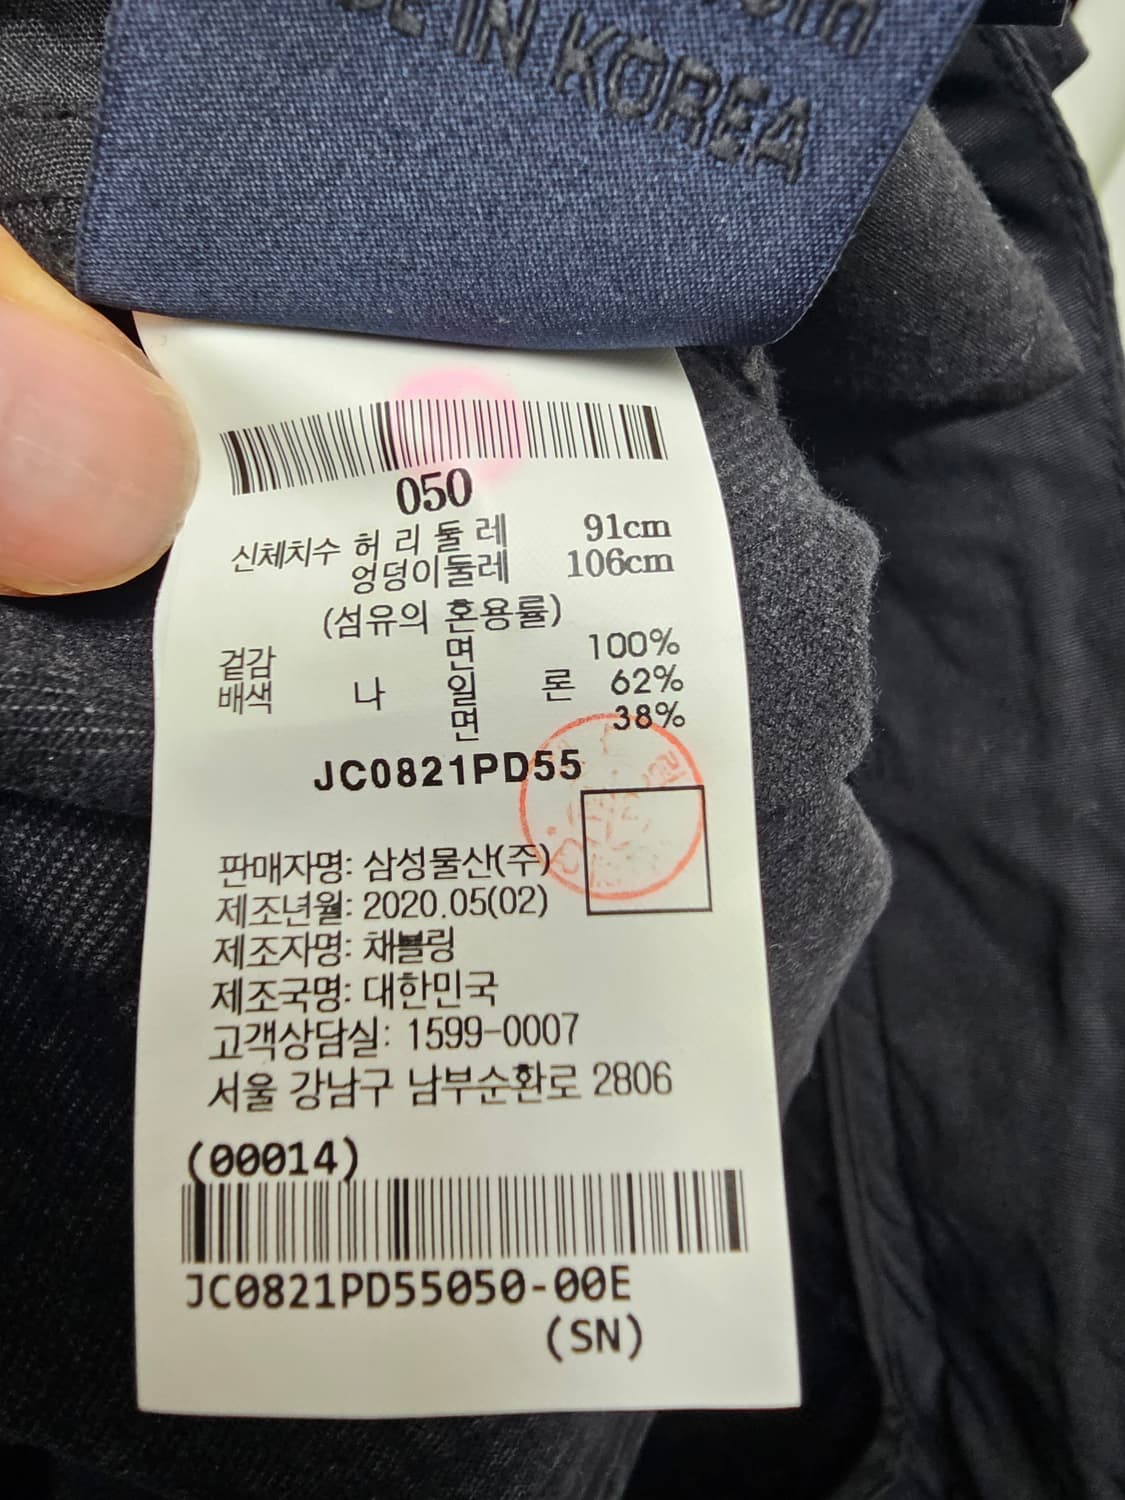 IN KOREA
050
신체치수 허 리 둘 레 91cm
엉덩이둘레 106cm
(섬유의 혼용률)
겉감 면 100%
배색 나 일 론 62%
면 38%
JC0821PD55
판매자명: 삼성물산(주)
제조년월: 2020.05(02)
제조자명: 채블링
제조국명: 대한민국
고객상담실: 1599-0007
서울 강남구 남부순환로 2806
(00014)
JC0821PD55050-00E
(SN)